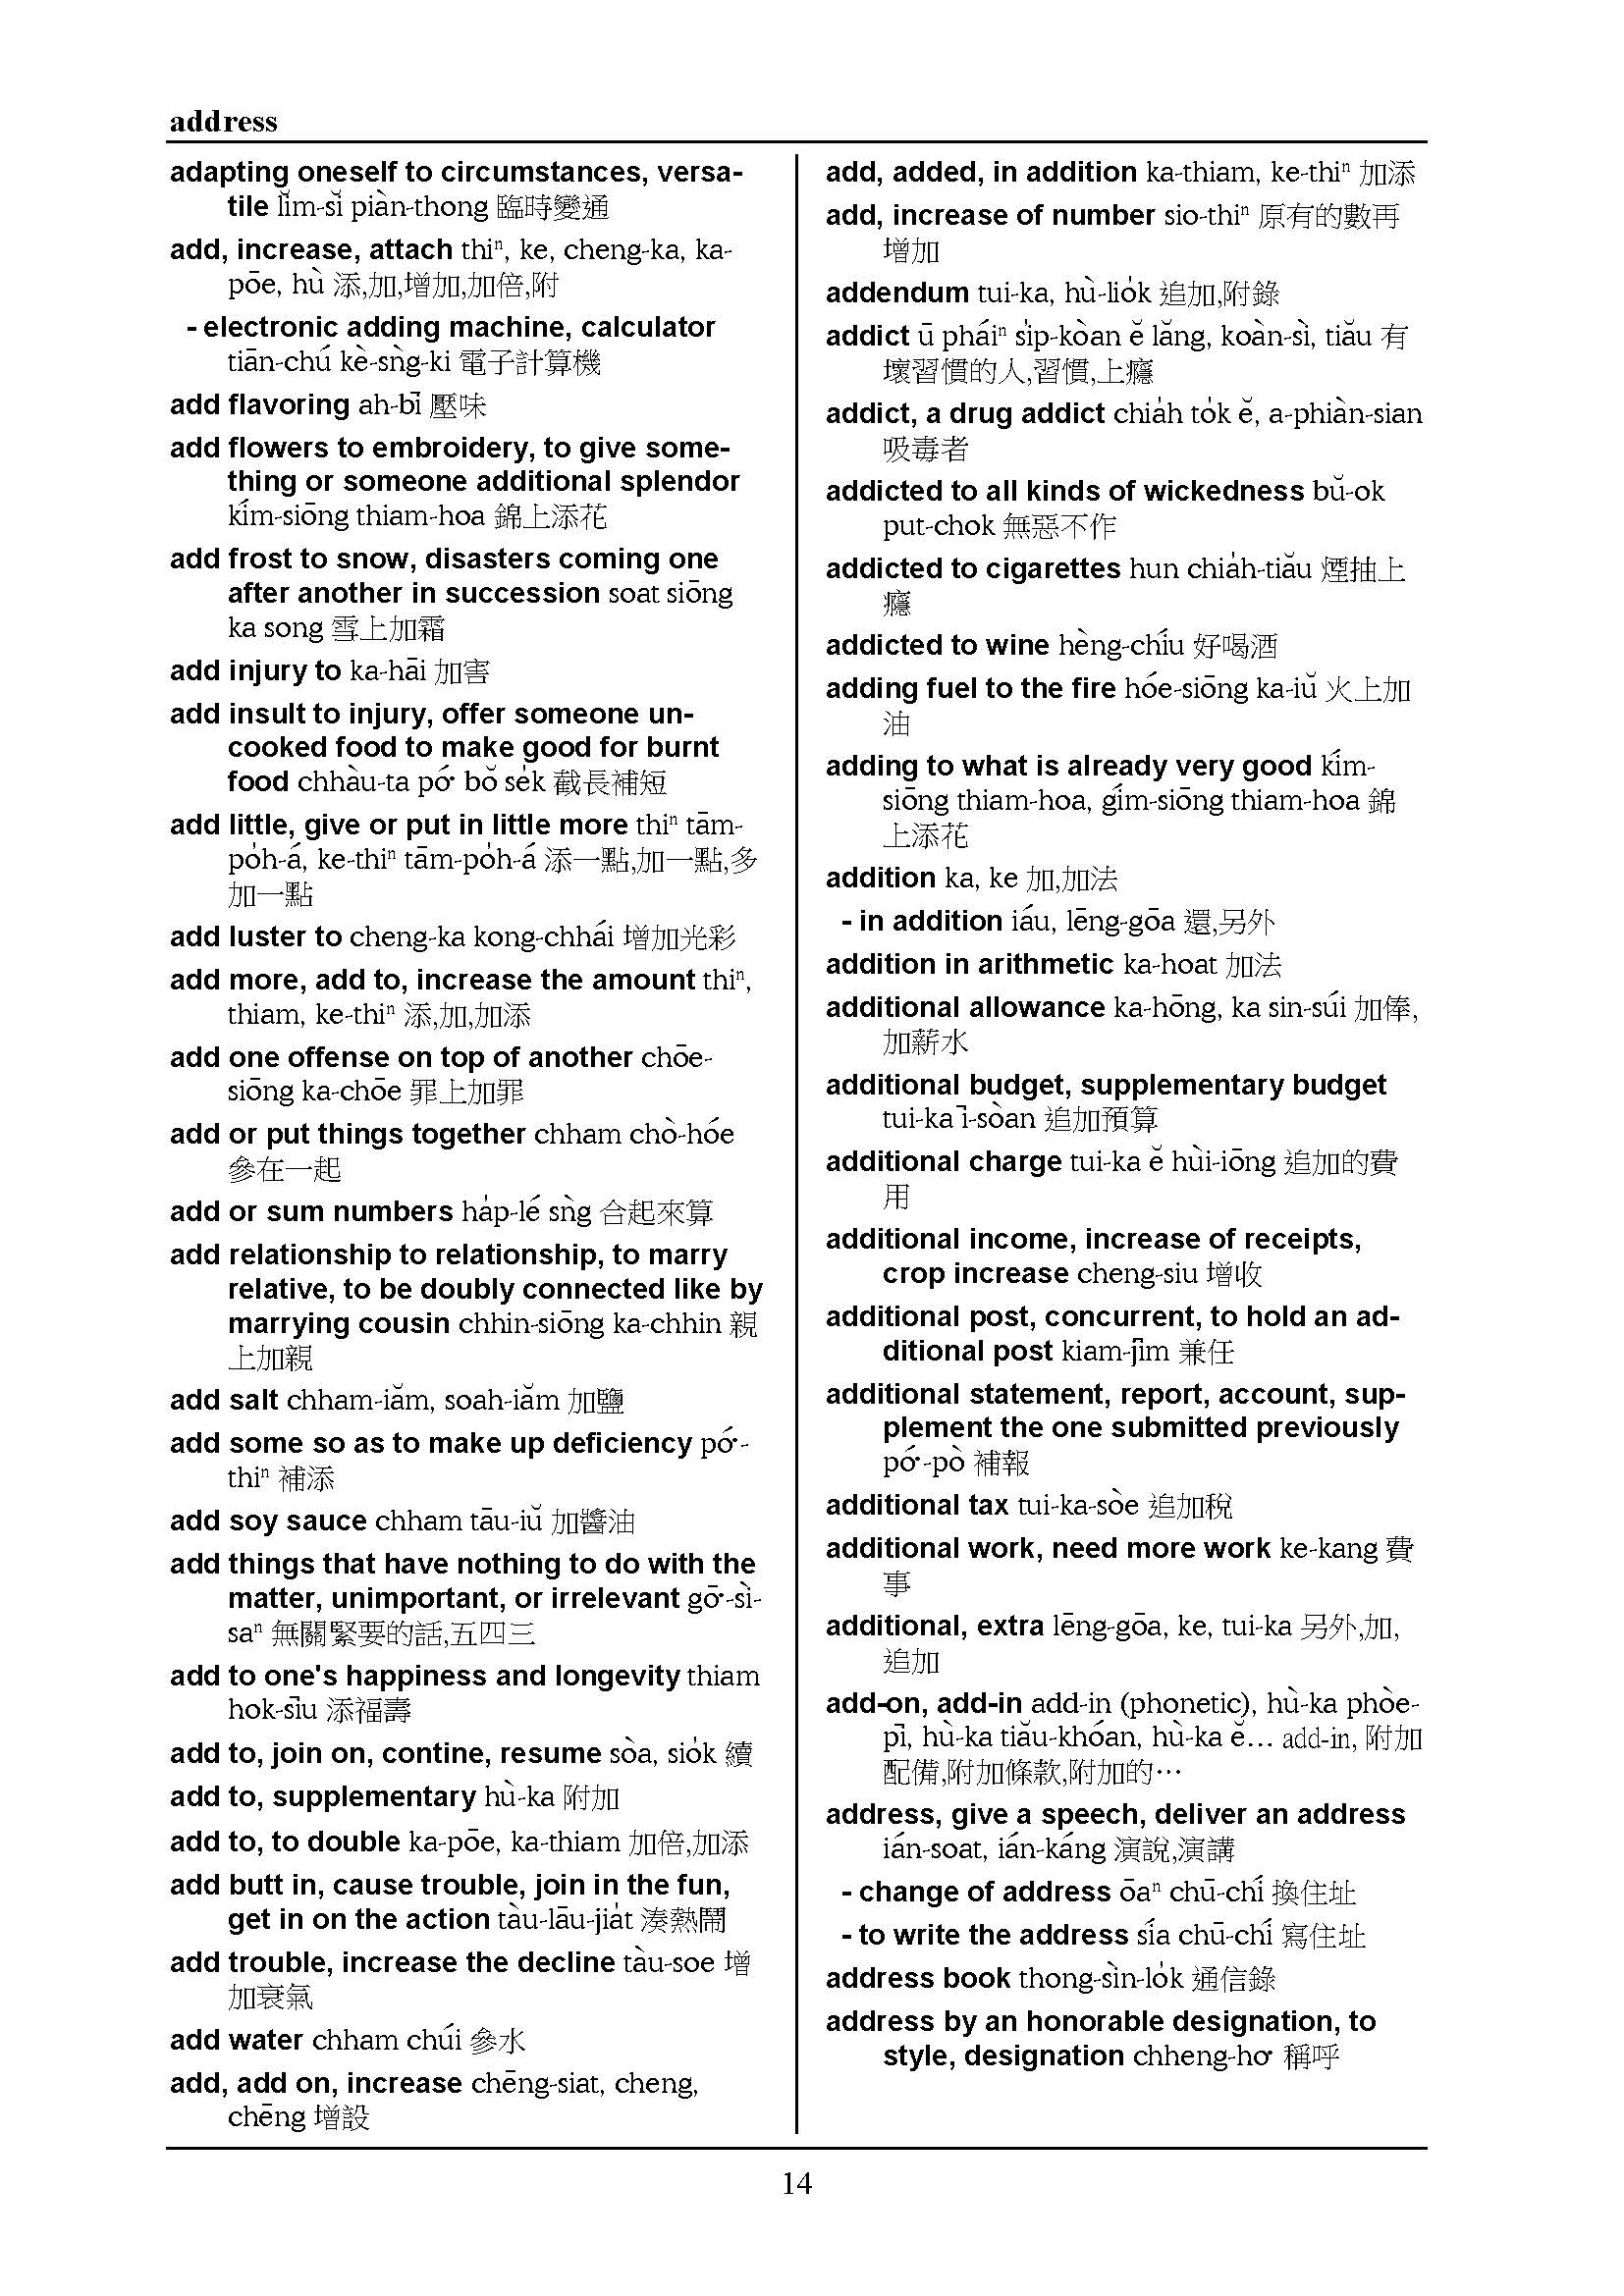 address
adapting oneself to circumstances, versa-
tile lĭm-sĭ piàn-thong 臨時變通
add, increase, attach thiⁿ, ke, cheng-ka, ka-
pōe, hù 添,加,增加,加倍,附
- electronic adding machine, calculator
tiān-chú kè-sǹg-ki 電子計算機
add flavoring ah-bī 壓味
add flowers to embroidery, to give some-
thing or someone additional splendor
kím-siōng thiam-hoa 錦上添花
add frost to snow, disasters coming one
after another in succession soat siōng
ka song 雪上加霜
add injury to ka-hāi 加害
add insult to injury, offer someone un-
cooked food to make good for burnt
food chhàu-ta pó͘ bŏ se̍k 截長補短
add little, give or put in little more thiⁿ tām-
po̍h-á, ke-thiⁿ tām-po̍h-á 添一點,加一點,多
加一點
add luster to cheng-ka kong-chhái 增加光彩
add more, add to, increase the amount thiⁿ,
thiam, ke-thiⁿ 添,加,加添
add one offense on top of another chōe-
siōng ka-chōe 罪上加罪
add or put things together chham chò-hóe
參在一起
add or sum numbers ha̍p-lé sǹg 合起來算
add relationship to relationship, to marry
relative, to be doubly connected like by
marrying cousin chhin-siōng ka-chhin 親
上加親
add salt chham-iăm, soah-iăm 加鹽
add some so as to make up deficiency pó͘-
thiⁿ 補添
add soy sauce chham tāu-iŭ 加醬油
add things that have nothing to do with the
matter, unimportant, or irrelevant gō͘-sì-
saⁿ 無關緊要的話,五四三
add to one's happiness and longevity thiam
hok-sīu 添福壽
add to, join on, contine, resume sòa, sio̍k 續
add to, supplementary hù-ka 附加
add to, to double ka-pōe, ka-thiam 加倍,加添
add butt in, cause trouble, join in the fun,
get in on the action tàu-lāu-jia̍t 湊熱鬧
add trouble, increase the decline tàu-soe 增
加衰氣
add water chham chúi 參水
add, add on, increase chēng-siat, cheng,
chēng 增設
add, added, in addition ka-thiam, ke-thiⁿ 加添
add, increase of number sio-thiⁿ 原有的數再
增加
addendum tui-ka, hù-lio̍k 追加,附錄
addict ū pháiⁿ si̍p-kòan ĕ lăng, koàn-sì, tiău 有
壞習慣的人,習慣,上癮
addict, a drug addict chia̍h to̍k ĕ, a-phiàn-sian
吸毒者
addicted to all kinds of wickedness bŭ-ok
put-chok 無惡不作
addicted to cigarettes hun chia̍h-tiău 煙抽上
癮
addicted to wine hèng-chíu 好喝酒
adding fuel to the fire hóe-siōng ka-iŭ 火上加
油
adding to what is already very good kím-
siōng thiam-hoa, gím-siōng thiam-hoa 錦
上添花
addition ka, ke 加,加法
- in addition iáu, lēng-gōa 還,另外
addition in arithmetic ka-hoat 加法
additional allowance ka-hōng, ka sin-súi 加俸,
加薪水
additional budget, supplementary budget
tui-ka ī-sòan 追加預算
additional charge tui-ka ĕ hùi-iōng 追加的費
用
additional income, increase of receipts,
crop increase cheng-siu 增收
additional post, concurrent, to hold an ad-
ditional post kiam-jīm 兼任
additional statement, report, account, sup-
plement the one submitted previously
pó͘-pò 補報
additional tax tui-ka-sòe 追加稅
additional work, need more work ke-kang 費
事
additional, extra lēng-gōa, ke, tui-ka 另外,加,
追加
add-on, add-in add-in (phonetic), hù-ka phòe-
pī, hù-ka tiău-khóan, hù-ka ĕ… add-in, 附加
配備,附加條款,附加的…
address, give a speech, deliver an address
ián-soat, ián-káng 演說,演講
- change of address ōaⁿ chū-chí 換住址
- to write the address sía chū-chí 寫住址
address book thong-sìn-lo̍k 通信錄
address by an honorable designation, to
style, designation chheng-ho͘ 稱呼
14